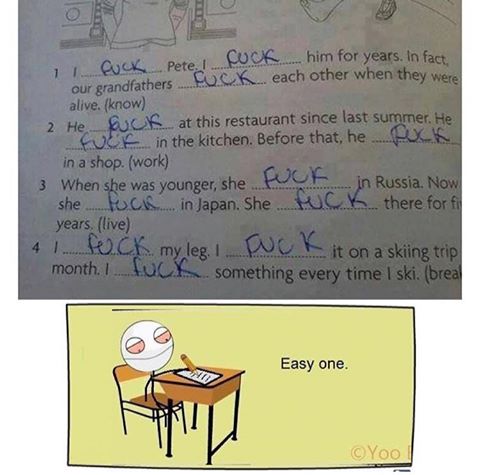 1 I fuck Pete. I fuck him for years. In fact,
our grandfathers fuck each other when they were
alive. (know)
2 He fuck at this restaurant since last summer. He
fuck in the kitchen. Before that, he fuck
in a shop. (work)
3 When she was younger, she fuck in Russia. Now
she fuck in Japan. She fuck there for fi
years. (live)
4 I fuck my leg. I fuck it on a skiing trip
month. I fuck something every time I ski. (brea
Easy one.
©Yoo